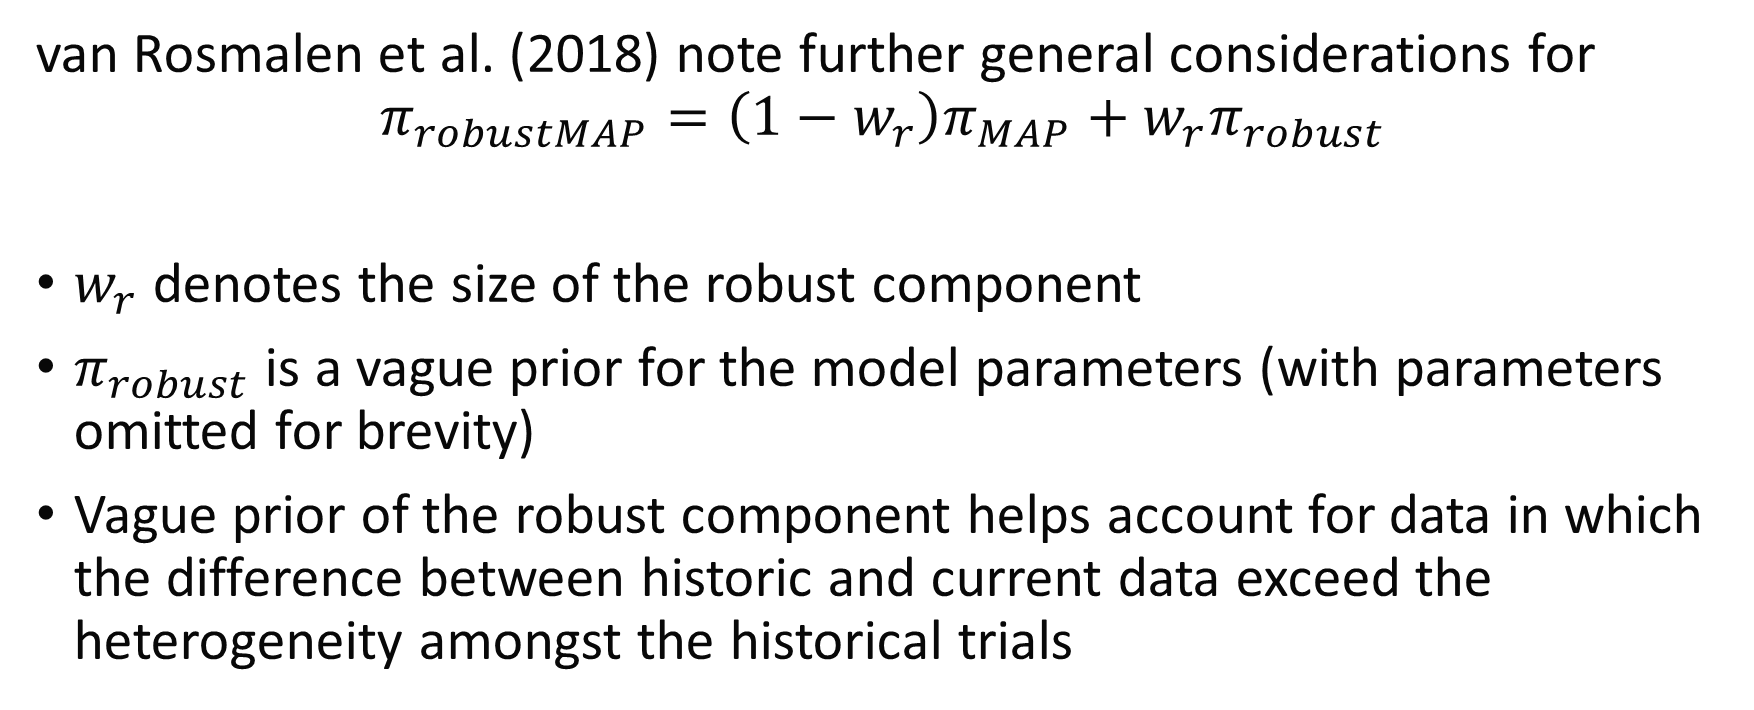 van Rosmalen et al. (2018) note further general considerations for
π_robustMAP = (1 − w_r)π_MAP + w_rπ_robust
• w_r denotes the size of the robust component
• π_robust is a vague prior for the model parameters (with parameters
omitted for brevity)
• Vague prior of the robust component helps account for data in which
the difference between historic and current data exceed the
heterogeneity amongst the historical trials